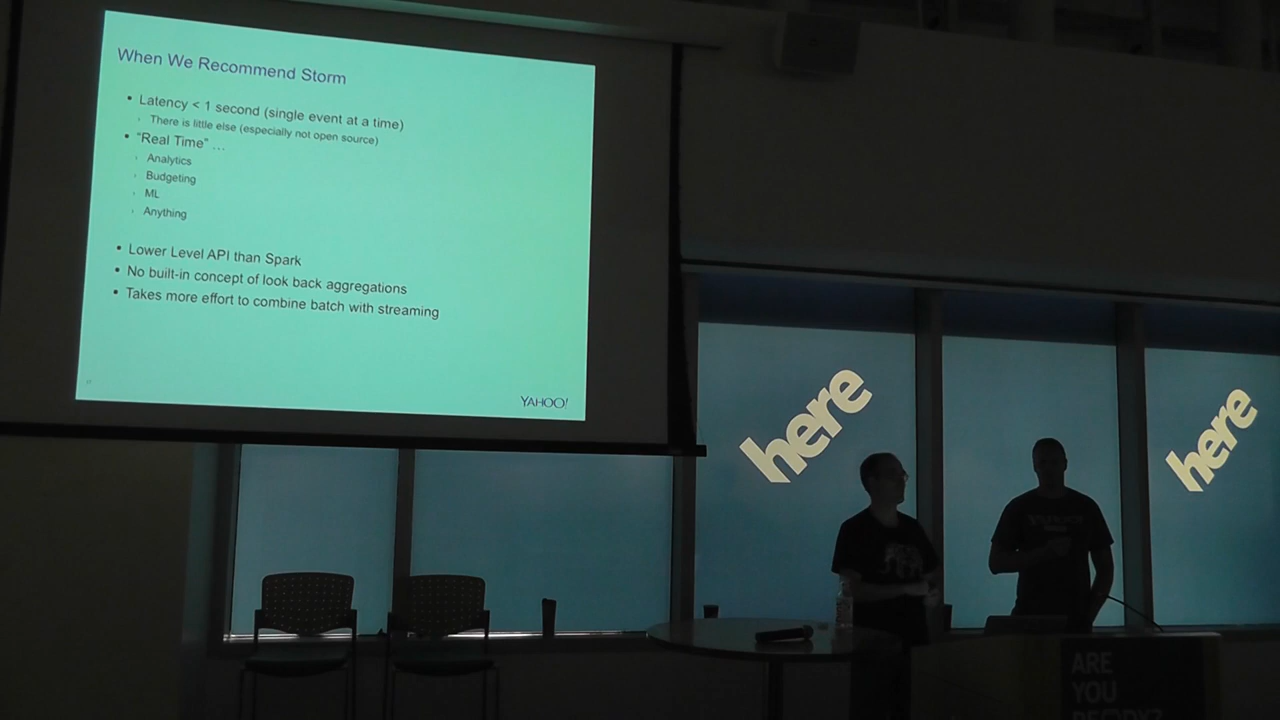 When We Recommend Storm
• Latency < 1 second (single event at a time)
› There is little else (especially not open source)
• "Real Time" …
› Analytics
› Budgeting
› ML
› Anything
• Lower Level API than Spark
• No built-in concept of look back aggregations
• Takes more effort to combine batch with streaming
YAHOO!
here
here
ARE
YOU